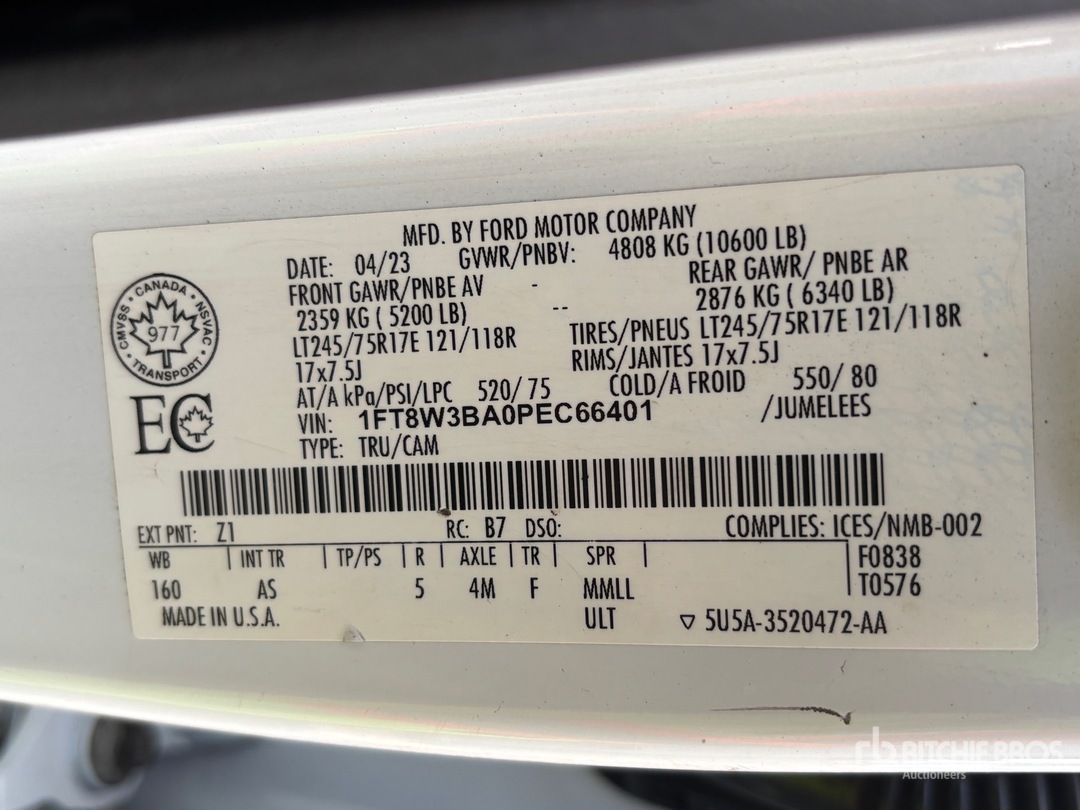 MFD. BY FORD MOTOR COMPANY
DATE: 04/23 GVWR/PNBV: 4808 KG (10600 LB)
FRONT GAWR/PNBE AV - REAR GAWR/ PNBE AR
2359 KG ( 5200 LB) -- 2876 KG ( 6340 LB)
LT245/75R17E 121/118R TIRES/PNEUS LT245/75R17E 121/118R
17x7.5J RIMS/JANTES 17x7.5J
AT/A kPa/PSI/LPC 520/ 75 COLD/A FROID 550/ 80
VIN: 1FT8W3BA0PEC66401 /JUMELEES
TYPE: TRU/CAM
CANADA · NSVAC · TRANSPORT · CMVSS ·
977
EC
EXT PNT: Z1 RC: B7 DSO: COMPLIES: ICES/NMB-002
WB | INT TR | TP/PS | R | AXLE | TR | SPR | F0838
160 AS 5 4M F MMLL T0576
MADE IN U.S.A. ULT ▽ 5U5A-3520472-AA
rb RITCHIE BROS
Auctioneers